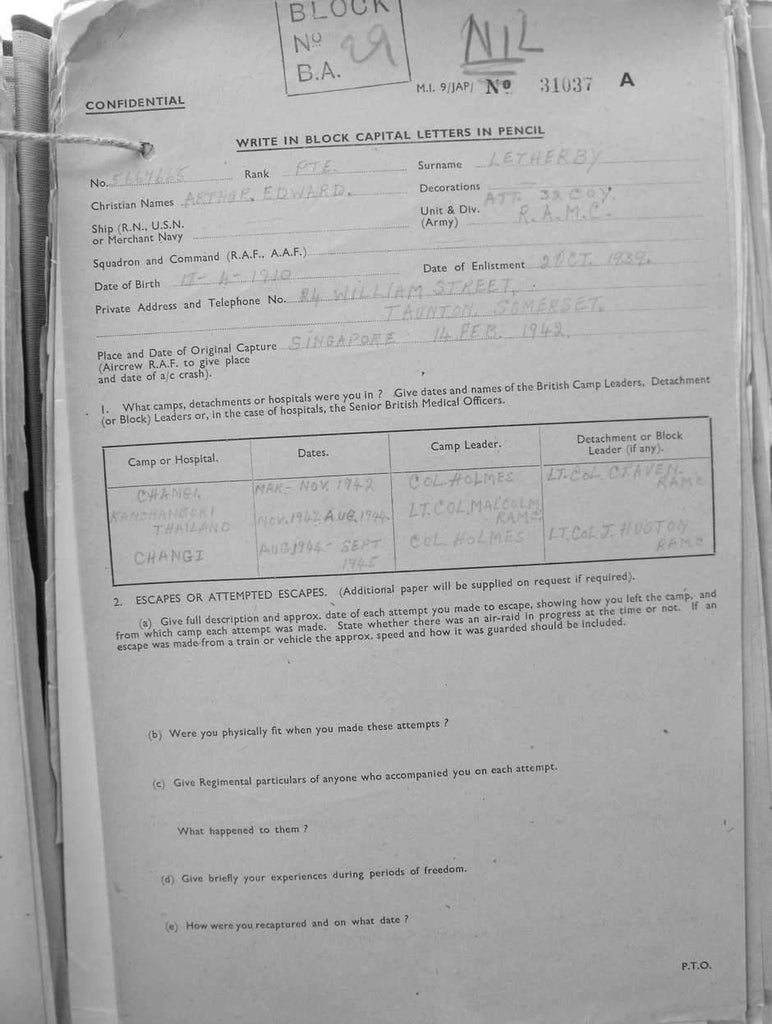 BLOCK
Nº 29
B.A.
NIL
M.I. 9/JAP/ Nº 31037 A
CONFIDENTIAL
WRITE IN BLOCK CAPITAL LETTERS IN PENCIL
No. Rank PTE. Surname LETHERBY
Christian Names ARTHUR. EDWARD. Decorations
Ship (R.N., U.S.N. Unit & Div. ATT. 32 COY.
or Merchant Navy (Army) R.A.M.C.
Squadron and Command (R.A.F., A.A.F.)
Date of Birth 17-4-1910 Date of Enlistment 2 OCT. 1939.
Private Address and Telephone No. 24 WILLIAM STREET,
TAUNTON, SOMERSET.
Place and Date of Original Capture SINGAPORE 14 FEB. 1942.
(Aircrew R.A.F. to give place
and date of a/c crash).
1. What camps, detachments or hospitals were you in ? Give dates and names of the British Camp Leaders, Detachment
(or Block) Leaders or, in the case of hospitals, the Senior British Medical Officers.
Camp or Hospital. Dates. Camp Leader. Detachment or Block
Leader (if any).
CHANGI. MAR - NOV. 1942 COL. HOLMES LT. COL CRAVEN.
RAMC
KANCHANBURI NOV. 1942 AUG. 1944 LT. COL. MALCOLM
THAILAND RAMC
CHANGI AUG. 1944 - SEPT COL. HOLMES LT. COL J. HUSTON
1945 RAMC
2. ESCAPES OR ATTEMPTED ESCAPES. (Additional paper will be supplied on request if required).
(a) Give full description and approx. date of each attempt you made to escape, showing how you left the camp, and
from which camp each attempt was made. State whether there was an air-raid in progress at the time or not. If an
escape was made from a train or vehicle the approx. speed and how it was guarded should be included.
(b) Were you physically fit when you made these attempts ?
(c) Give Regimental particulars of anyone who accompanied you on each attempt.
What happened to them ?
(d) Give briefly your experiences during periods of freedom.
(e) How were you recaptured and on what date ?
P.T.O.